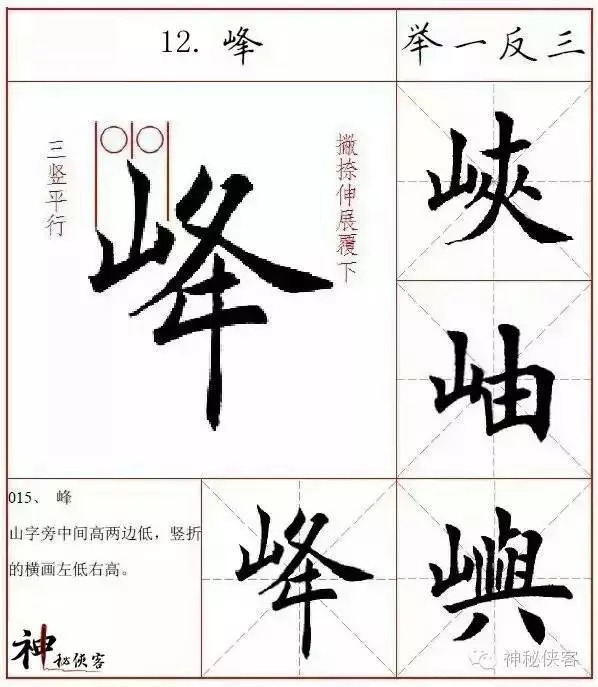 12. 峰
举一反三
三竖平行
撇捺伸展覆下
峰
峡
岫
015、 峰
山字旁中间高两边低，竖折
的横画左低右高。
峰
嶼
神秘侠客
神秘侠客